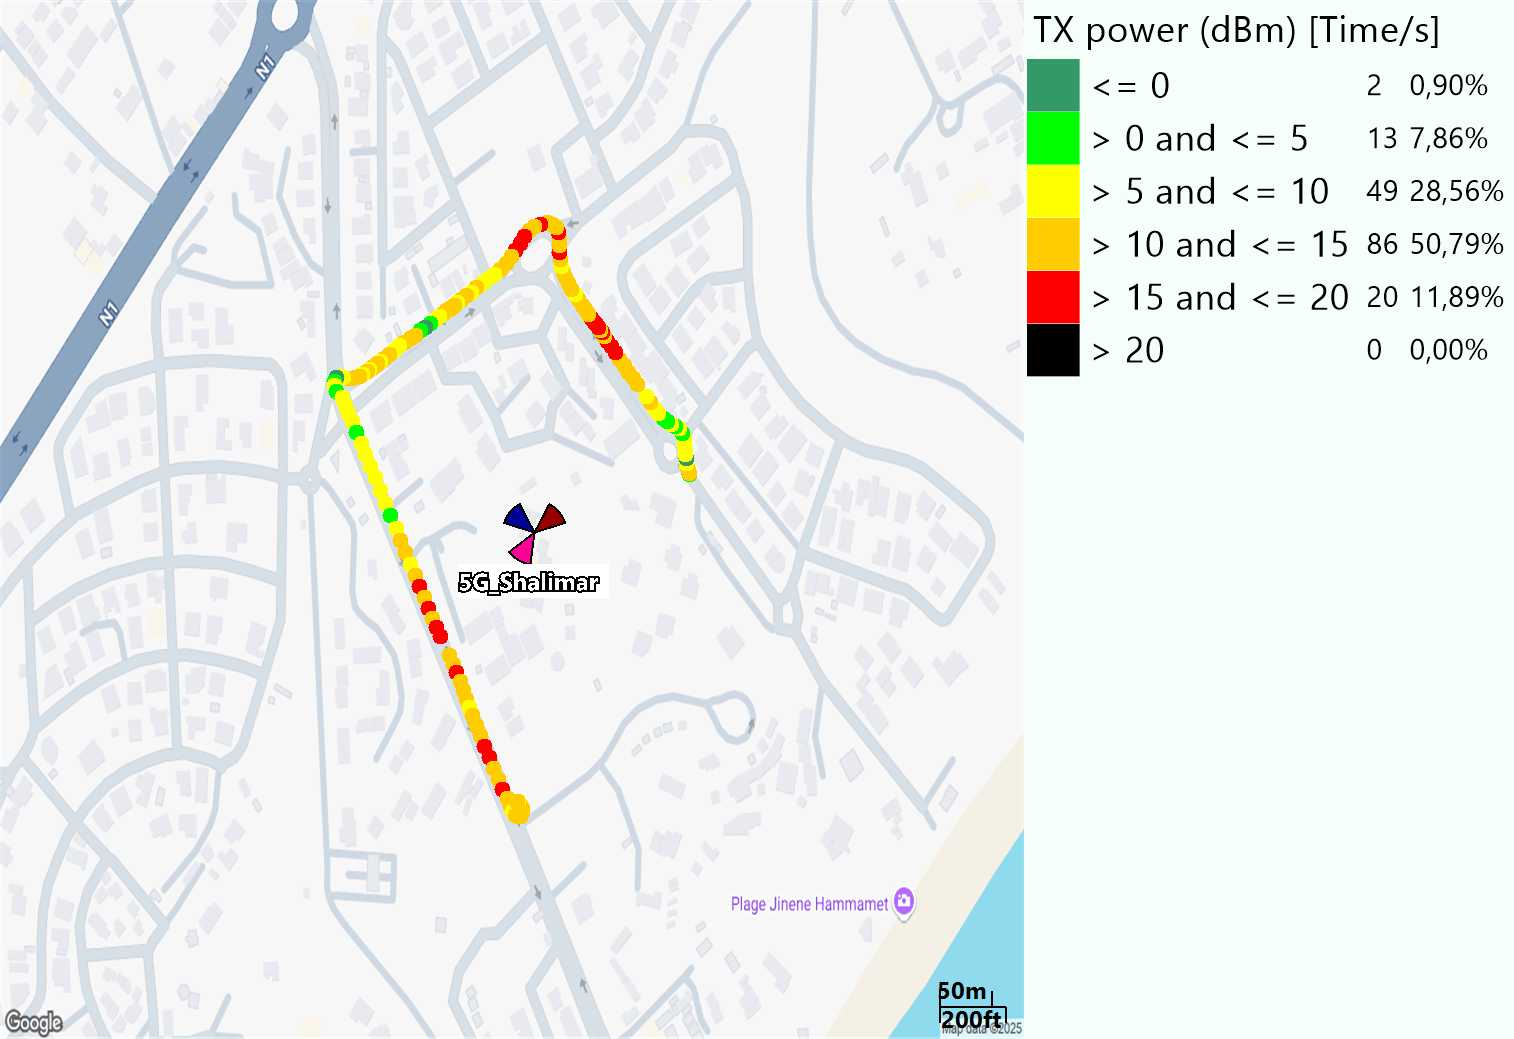 TX power (dBm) [Time/s]
<= 0 2 0,90%
> 0 and <= 5 13 7,86%
> 5 and <= 10 49 28,56%
> 10 and <= 15 86 50,79%
> 15 and <= 20 20 11,89%
> 20 0 0,00%
N1
N1
5G_Shalimar
Plage Jinene Hammamet
50m
200ft
Google
Map data ©2025